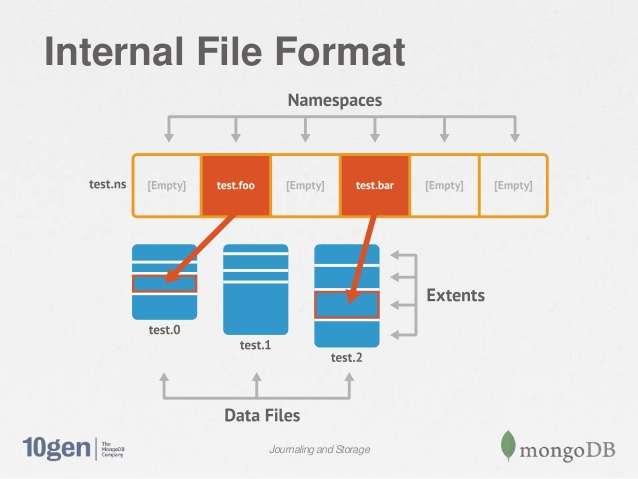 Internal File Format
Namespaces
test.ns
[Empty]
test.foo
[Empty]
test.bar
[Empty]
[Empty]
Extents
test.0
test.1
test.2
Data Files
10gen
The
MongoDB
Company
Journaling and Storage
mongoDB